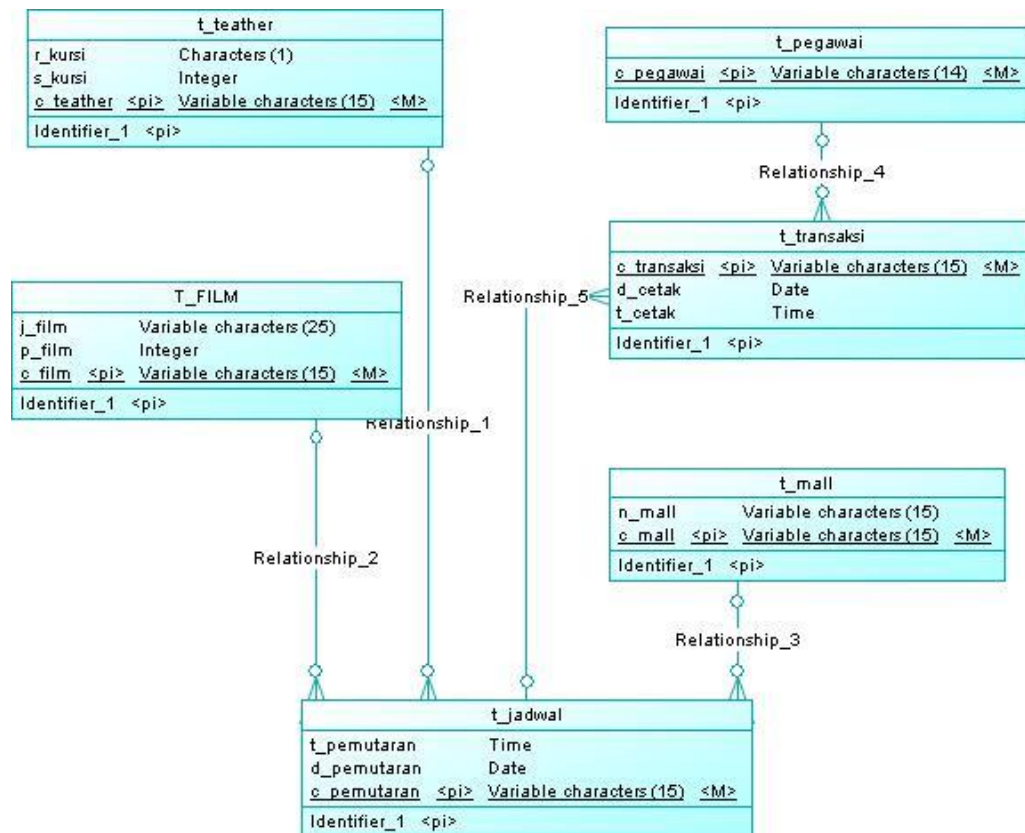 t_teather
r_kursi Characters (1)
s_kursi Integer
c_teather <pi> Variable characters (15) <M>
Identifier_1 <pi>
t_pegawai
c_pegawai <pi> Variable characters (14) <M>
Identifier_1 <pi>
Relationship_4
t_transaksi
c_transaksi <pi> Variable characters (15) <M>
d_cetak Date
t_cetak Time
Identifier_1 <pi>
Relationship_5
T_FILM
j_film Variable characters (25)
p_film Integer
c_film <pi> Variable characters (15) <M>
Identifier_1 <pi>
Relationship_1
t_mall
n_mall Variable characters (15)
c_mall <pi> Variable characters (15) <M>
Identifier_1 <pi>
Relationship_2
Relationship_3
t_jadwal
t_pemutaran Time
d_pemutaran Date
c_pemutaran <pi> Variable characters (15) <M>
Identifier_1 <pi>